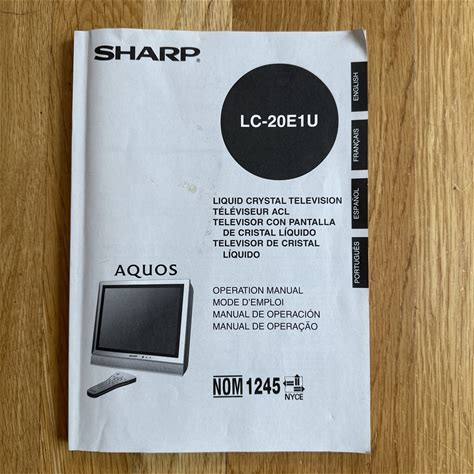 SHARP®
LC-20E1U
ENGLISH
FRANÇAIS
ESPAÑOL
PORTUGUÊS
LIQUID CRYSTAL TELEVISION
TÉLÉVISEUR ACL
TELEVISOR CON PANTALLA
DE CRISTAL LÍQUIDO
TELEVISOR DE CRISTAL
LÍQUIDO
AQUOS
SHARP
OPERATION MANUAL
MODE D'EMPLOI
MANUAL DE OPERACIÓN
MANUAL DE OPERAÇÃO
NOM 1245
NYCE